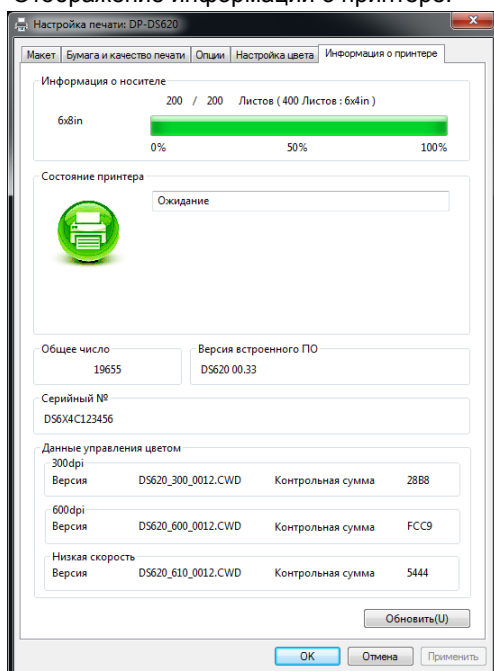 Отображение информации о принтере.
Настройка печати: DP-DS620
Макет Бумага и качество печати Опции Настройка цвета Информация о принтере
Информация о носителе
200 / 200 Листов ( 400 Листов : 6x4in )
6x8in
0% 50% 100%
Состояние принтера
Ожидание
Общее число Версия встроенного ПО
19655 DS620 00.33
Серийный №
DS6X4C123456
Данные управления цветом
300dpi
Версия DS620_300_0012.CWD Контрольная сумма 28B8
600dpi
Версия DS620_600_0012.CWD Контрольная сумма FCC9
Низкая скорость
Версия DS620_610_0012.CWD Контрольная сумма 5444
Обновить(U)
OK Отмена Применить